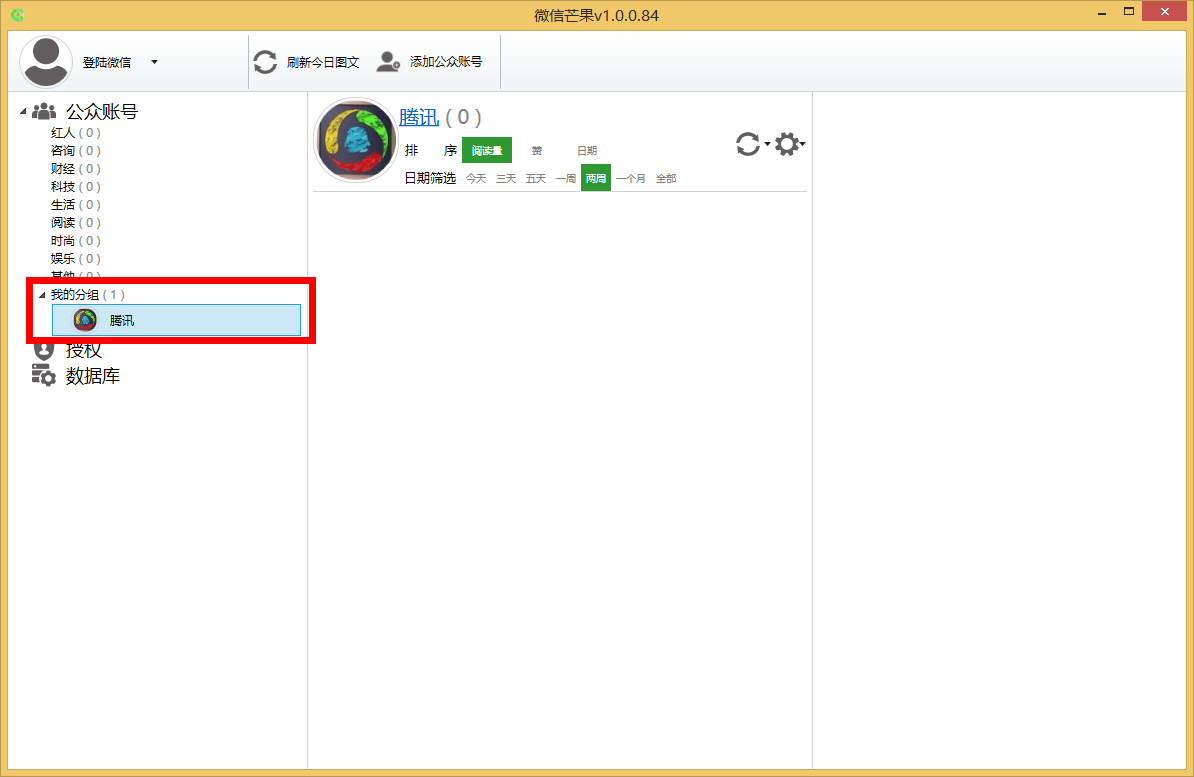 微信芒果v1.0.0.84
登陆微信
刷新今日图文
添加公众账号
公众账号
红人 ( 0 )
咨询 ( 0 )
财经 ( 0 )
科技 ( 0 )
生活 ( 0 )
阅读 ( 0 )
时尚 ( 0 )
娱乐 ( 0 )
其他 ( 0 )
我的分组 ( 1 )
腾讯
授权
数据库
腾讯 ( 0 )
排 序 阅读量 赞 日期
日期筛选 今天 三天 五天 一周 两周 一个月 全部